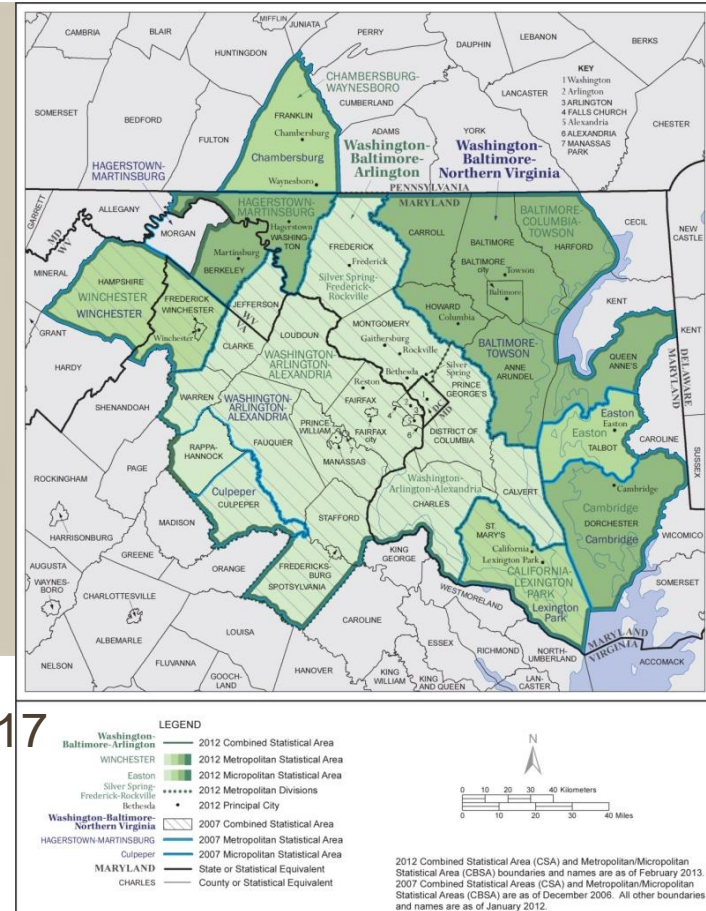 MIFFLIN
JUNIATA
CAMBRIA
BLAIR
PERRY
DAUPHIN
LEBANON
BERKS
HUNTINGDON
KEY
1 Washington
2 Arlington
3 ARLINGTON
4 FALLS CHURCH
5 Alexandria
6 ALEXANDRIA
7 MANASSAS
PARK
CHAMBERSBURG-
WAYNESBORO
CUMBERLAND
LANCASTER
CHESTER
SOMERSET
BEDFORD
FULTON
FRANKLIN
Chambersburg
Chambersburg
Waynesboro
ADAMS
YORK
Washington-
Baltimore-
Arlington
Washington-
Baltimore-
Northern Virginia
HAGERSTOWN-
MARTINSBURG
PENNSYLVANIA
MARYLAND
GARRETT
ALLEGANY
MD
WV
MORGAN
HAGERSTOWN-
MARTINSBURG
Hagerstown
WASHING
TON
Martinsburg
BERKELEY
FREDERICK
Frederick
Silver Spring-
Frederick-
Rockville
CARROLL
BALTIMORE
BALTIMORE
city
Towson
Baltimore
BALTIMORE-
COLUMBIA-
TOWSON
HARFORD
CECIL
NEW
CASTLE
MINERAL
HAMPSHIRE
WINCHESTER
WINCHESTER
FREDERICK
WINCHESTER
Winchester
JEFFERSON
WV
VA
CLARKE
LOUDOUN
MONTGOMERY
Gaithersburg
Rockville
HOWARD
Columbia
BALTIMORE-
TOWSON
ANNE
ARUNDEL
KENT
KENT
QUEEN
ANNE'S
DELAWARE
MARYLAND
GRANT
HARDY
SHENANDOAH
WARREN
WASHINGTON-
ARLINGTON-
ALEXANDRIA
WASHINGTON-
ARLINGTON-
ALEXANDRIA
Reston
Bethesda
Silver
Spring
PRINCE
GEORGE'S
FAIRFAX
FAIRFAX
city
1
2
3
4
5
6
7
DC
MD
DISTRICT OF
COLUMBIA
PRINCE
WILLIAM
MANASSAS
FAUQUIER
RAPPA-
HANNOCK
Easton
Easton
Easton
TALBOT
CAROLINE
SUSSEX
ROCKINGHAM
PAGE
Culpeper
CULPEPER
Washington-
Arlington-Alexandria
CHARLES
CALVERT
Cambridge
Cambridge
DORCHESTER
Cambridge
WICOMICO
HARRISONBURG
MADISON
STAFFORD
ST.
MARY'S
California
Lexington Park
CALIFORNIA-
LEXINGTON
PARK
Lexington
Park
AUGUSTA
WAYNES-
BORO
GREENE
ORANGE
FREDERICKS-
BURG
SPOTSYLVANIA
KING
GEORGE
WESTMORELAND
SOMERSET
CHARLOTTESVILLE
ALBEMARLE
LOUISA
CAROLINE
ESSEX
RICHMOND
NORTH-
UMBERLAND
MARYLAND
VIRGINIA
ACCOMACK
NELSON
FLUVANNA
GOOCH-
LAND
HANOVER
KING
WILLIAM
KING
AND QUEEN
LAN-
CASTER
17
LEGEND
Washington-
Baltimore-Arlington
2012 Combined Statistical Area
WINCHESTER
2012 Metropolitan Statistical Area
Easton
2012 Micropolitan Statistical Area
Silver Spring-
Frederick-Rockville
2012 Metropolitan Divisions
Bethesda
2012 Principal City
Washington-Baltimore-
Northern Virginia
2007 Combined Statistical Area
HAGERSTOWN-MARTINSBURG
2007 Metropolitan Statistical Area
Culpeper
2007 Micropolitan Statistical Area
MARYLAND
State or Statistical Equivalent
CHARLES
County or Statistical Equivalent
N
0 10 20 30 40 Kilometers
0 10 20 30 40 Miles
2012 Combined Statistical Area (CSA) and Metropolitan/Micropolitan
Statistical Area (CBSA) boundaries and names are as of February 2013.
2007 Combined Statistical Areas (CSA) and Metropolitan/Micropolitan
Statistical Areas (CBSA) are as of December 2006. All other boundaries
and names are as of January 2012.